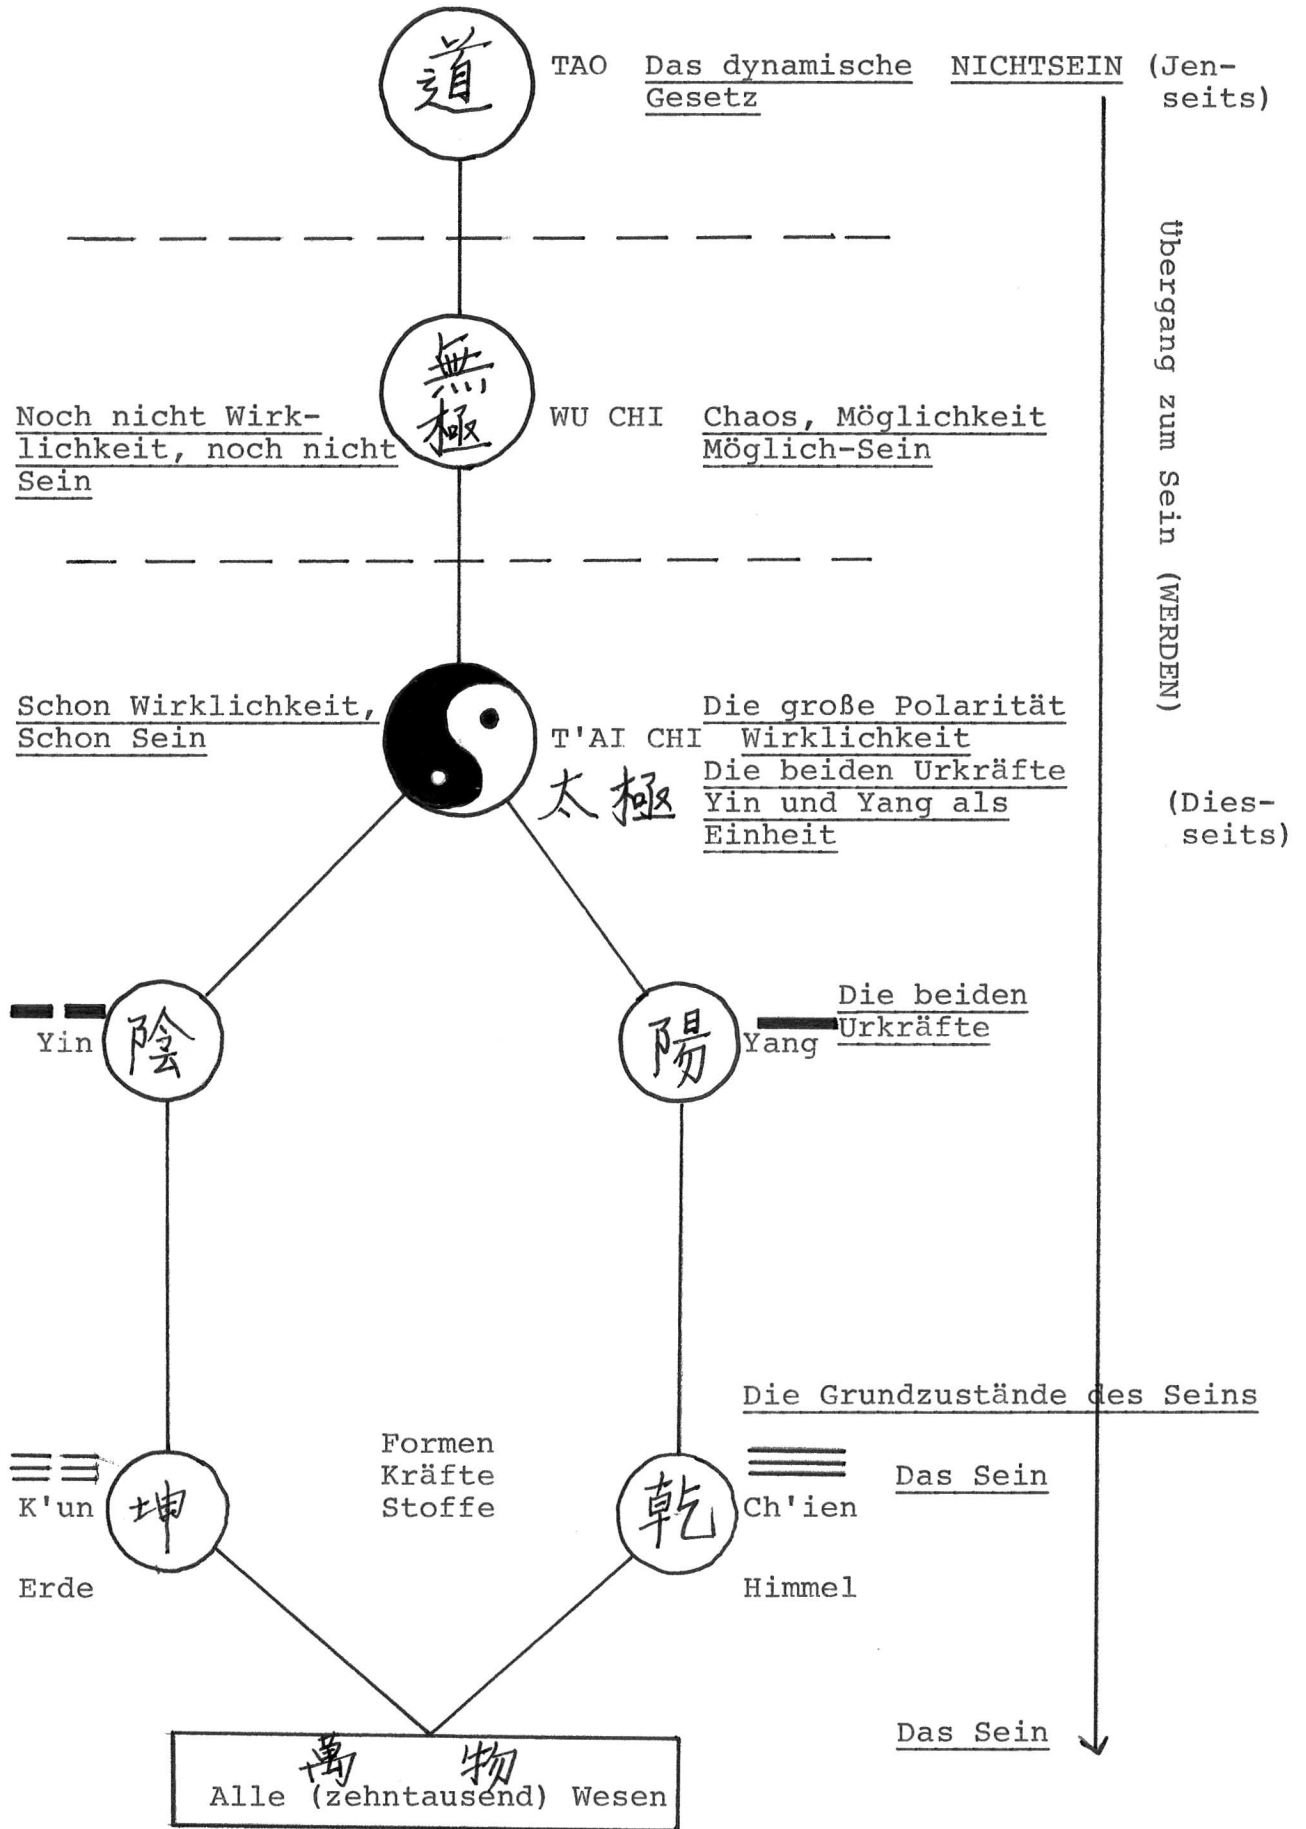 道
TAO Das dynamische
Gesetz
NICHTSEIN (Jen-
seits)
Übergang zum Sein (WERDEN)
無
極
Noch nicht Wirk-
lichkeit, noch nicht
Sein
WU CHI Chaos, Möglichkeit
Möglich-Sein
Schon Wirklichkeit,
Schon Sein
T'AI CHI
太極
Die große Polarität
Wirklichkeit
Die beiden Urkräfte
Yin und Yang als
Einheit
(Dies-
seits)
Yin
陰
陽
Yang
Die beiden
Urkräfte
Die Grundzustände des Seins
K'un
坤
Erde
Formen
Kräfte
Stoffe
乾
Ch'ien
Himmel
Das Sein
萬 物
Alle (zehntausend) Wesen
Das Sein